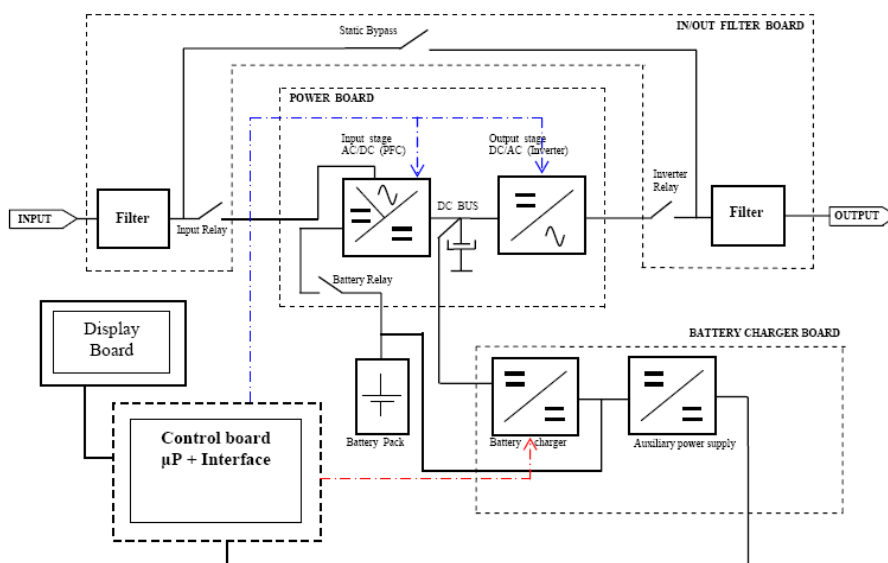 Static Bypass
IN/OUT FILTER BOARD
POWER BOARD
Input stage
AC/DC (PFC)
Output stage
DC/AC (Inverter)
Inverter
Relay
DC BUS
INPUT
Filter
Input Relay
Filter
OUTPUT
Battery Relay
Display
Board
BATTERY CHARGER BOARD
Control board
µP + Interface
Battery Pack
Battery charger
Auxiliary power supply